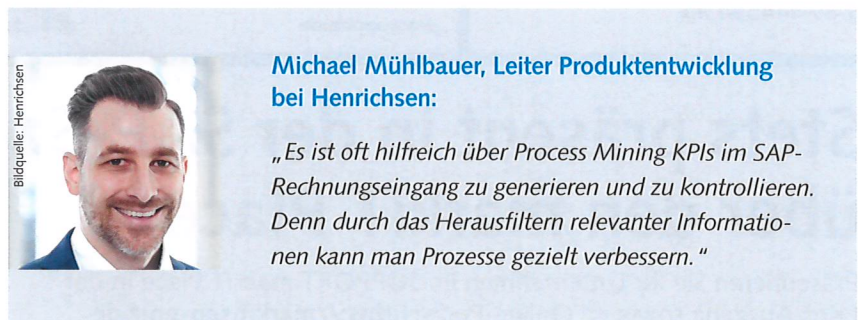 Bildquelle: Henrichsen
Michael Mühlbauer, Leiter Produktentwicklung
bei Henrichsen:
„Es ist oft hilfreich über Process Mining KPIs im SAP-
Rechnungseingang zu generieren und zu kontrollieren.
Denn durch das Herausfiltern relevanter Informatio-
nen kann man Prozesse gezielt verbessern.“